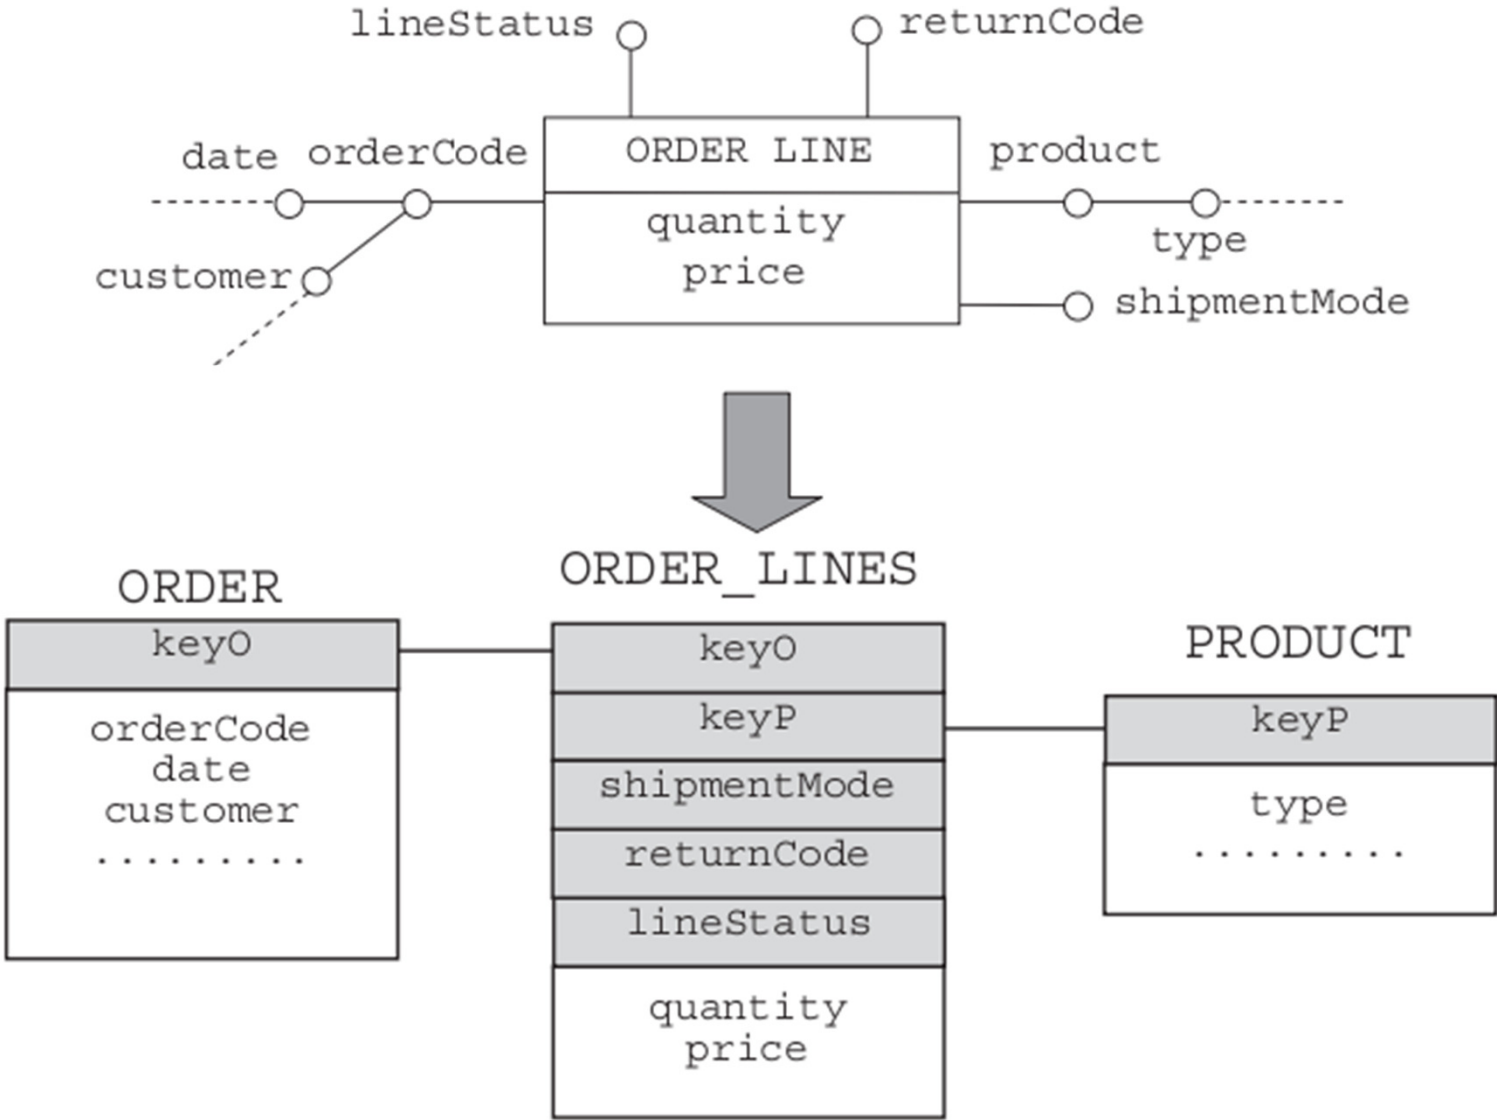 lineStatus
returnCode
date
orderCode
ORDER LINE
product
quantity
price
type
customer
shipmentMode
ORDER
keyO
orderCode
date
customer
.........
ORDER_LINES
keyO
keyP
shipmentMode
returnCode
lineStatus
quantity
price
PRODUCT
keyP
type
.........